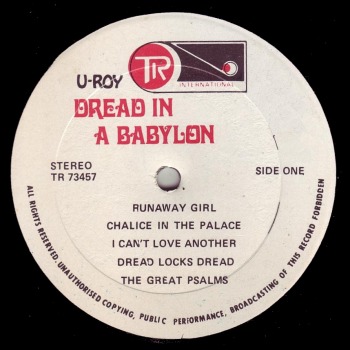 U-ROY
TR
INTERNATIONAL
DREAD IN
A BABYLON
STEREO
TR 73457
SIDE ONE
RUNAWAY GIRL
CHALICE IN THE PALACE
I CAN'T LOVE ANOTHER
DREAD LOCKS DREAD
THE GREAT PSALMS
ALL RIGHTS RESERVED, UNAUTHORISED COPYING, PUBLIC PERFORMANCE, BROADCASTING OF THIS RECORD FORBIDDEN